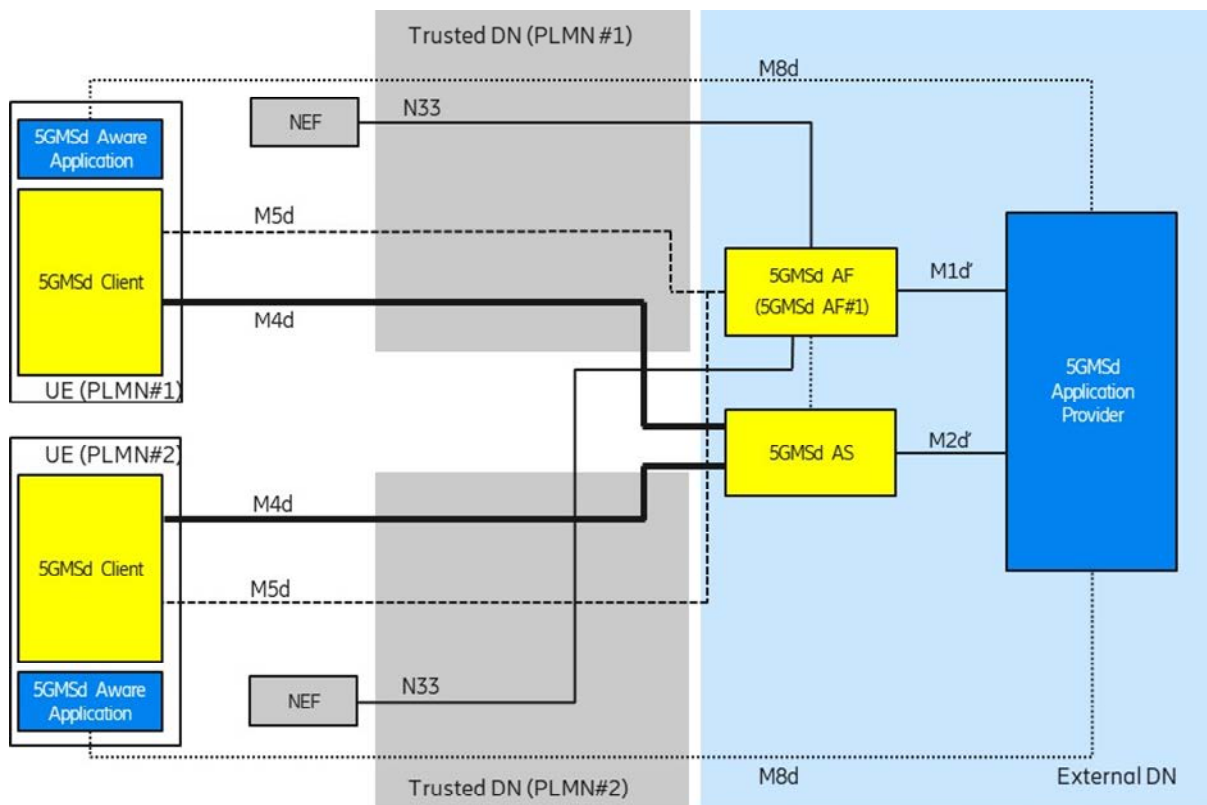 Trusted DN (PLMN #1)
M8d
5GMSd Aware
Application
NEF
N33
M5d
5GMSd Client
M4d
UE (PLMN#1)
5GMSd AF
(5GMSd AF#1)
M1d'
5GMSd
Application
Provider
5GMSd AS
M2d'
UE (PLMN#2)
M4d
5GMSd Client
M5d
5GMSd Aware
Application
NEF
N33
M8d
External DN
Trusted DN (PLMN#2)